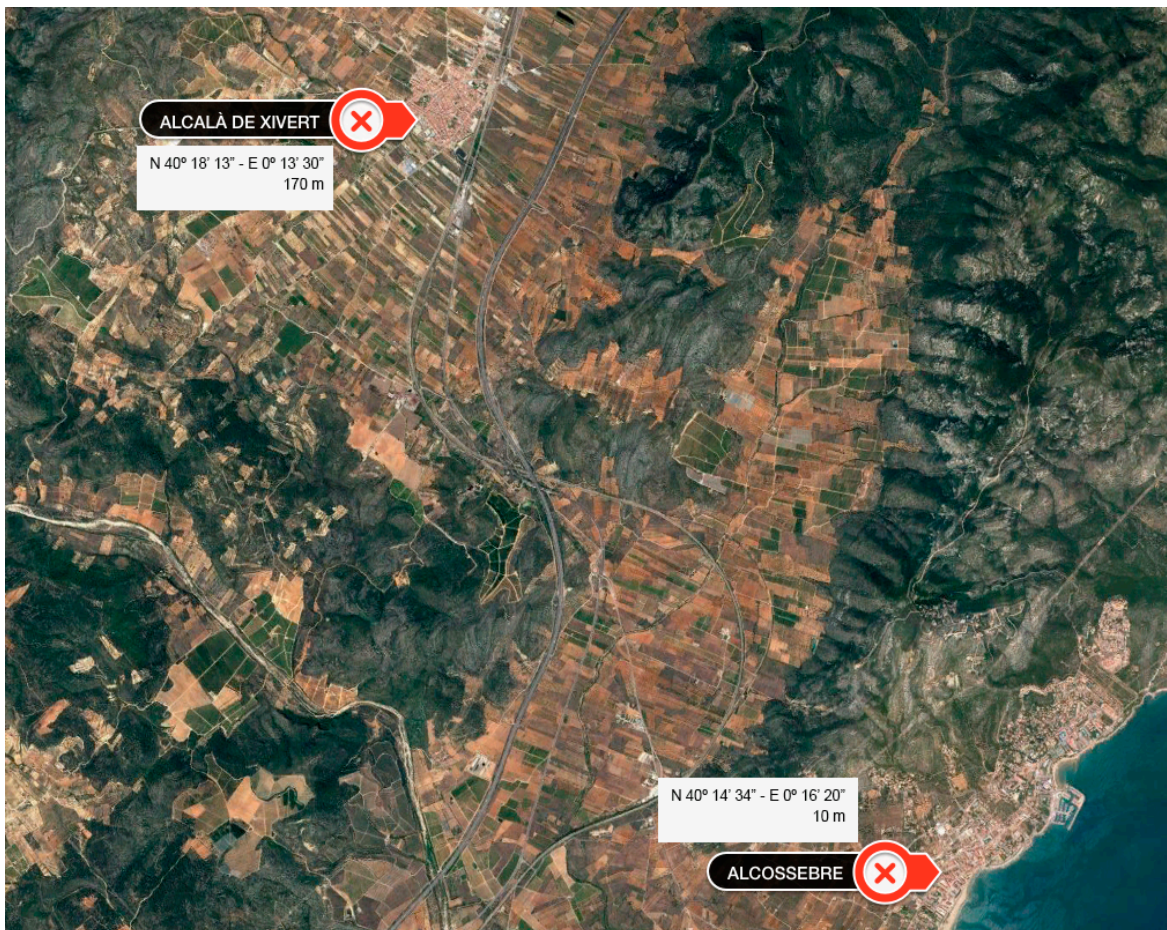 ALCALÀ DE XIVERT
N 40º 18’ 13” - E 0º 13’ 30”
170 m
N 40º 14’ 34” - E 0º 16’ 20”
10 m
ALCOSSEBRE